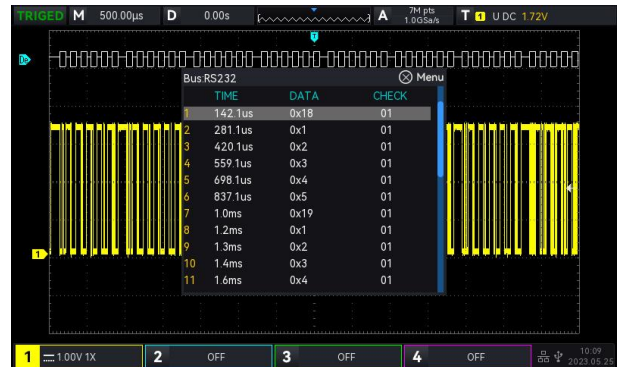 TRIGED M 500.00μs D 0.00s A 7M pts 1.0GSa/s T 1 U DC 1.72V
T
Bus:RS232 Menu
TIME DATA CHECK
1 142.1us 0x18 01
2 281.1us 0x1 01
3 420.1us 0x2 01
4 559.1us 0x3 01
5 698.1us 0x4 01
6 837.1us 0x5 01
7 1.0ms 0x19 01
8 1.2ms 0x1 01
9 1.3ms 0x2 01
10 1.4ms 0x3 01
11 1.6ms 0x4 01
1
1 1.00V 1X 2 OFF 3 OFF 4 OFF 10:09
2023.05.25